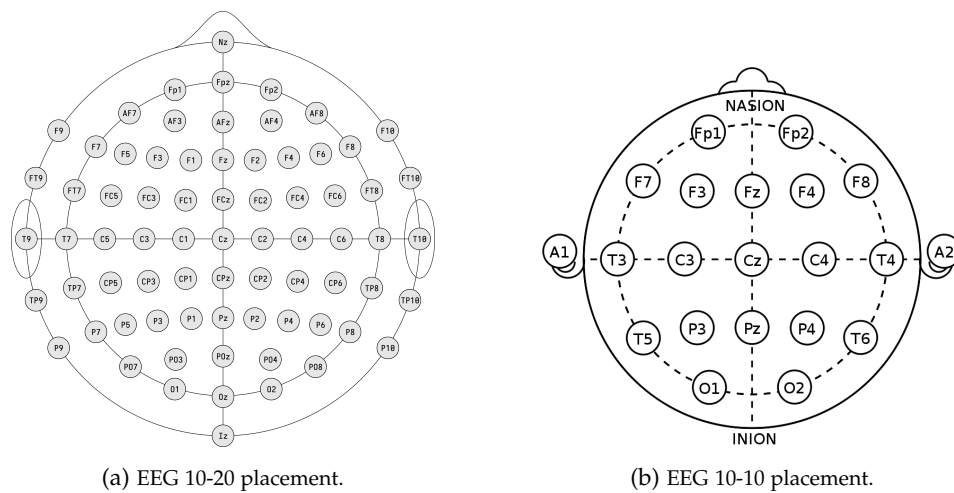 Nz
Fp1 Fpz Fp2
AF7 AF3 AFz AF4 AF8
F9 F7 F5 F3 F1 Fz F2 F4 F6 F8 F10
FT9 FT7 FC5 FC3 FC1 FCz FC2 FC4 FC6 FT8 FT10
T9 T7 C5 C3 C1 Cz C2 C4 C6 T8 T10
TP9 TP7 CP5 CP3 CP1 CPz CP2 CP4 CP6 TP8 TP10
P9 P7 P5 P3 P1 Pz P2 P4 P6 P8 P10
PO7 PO3 POz PO4 PO8
O1 Oz O2
Iz
(a) EEG 10-20 placement.
NASION
Fp1 Fp2
F7 F3 Fz F4 F8
A1 T3 C3 Cz C4 T4 A2
T5 P3 Pz P4 T6
O1 O2
INION
(b) EEG 10-10 placement.